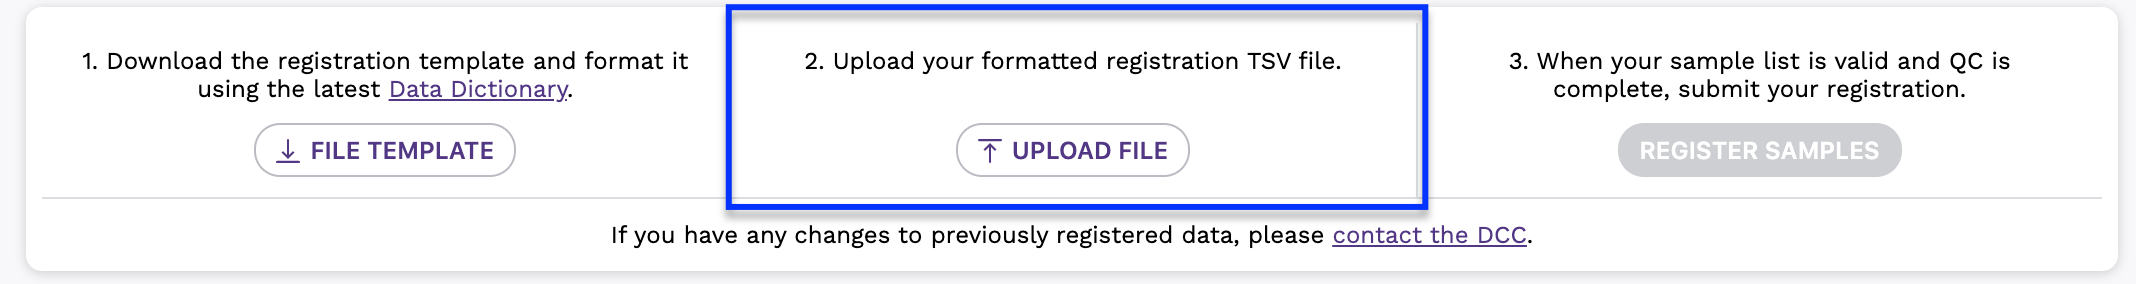 1. Download the registration template and format it
using the latest Data Dictionary.
FILE TEMPLATE
2. Upload your formatted registration TSV file.
UPLOAD FILE
3. When your sample list is valid and QC is
complete, submit your registration.
REGISTER SAMPLES
If you have any changes to previously registered data, please contact the DCC.